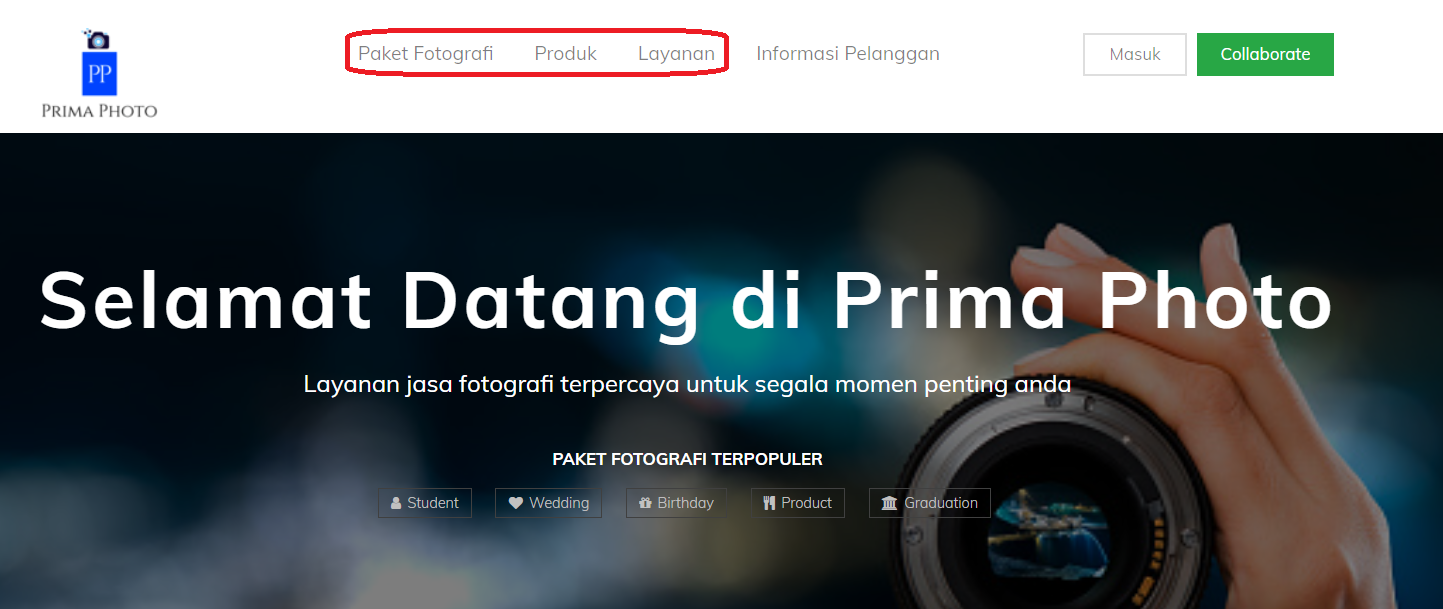 PP
PRIMA PHOTO
Paket Fotografi Produk Layanan Informasi Pelanggan Masuk Collaborate
Selamat Datang di Prima Photo
Layanan jasa fotografi terpercaya untuk segala momen penting anda
PAKET FOTOGRAFI TERPOPULER
Student Wedding Birthday Product Graduation